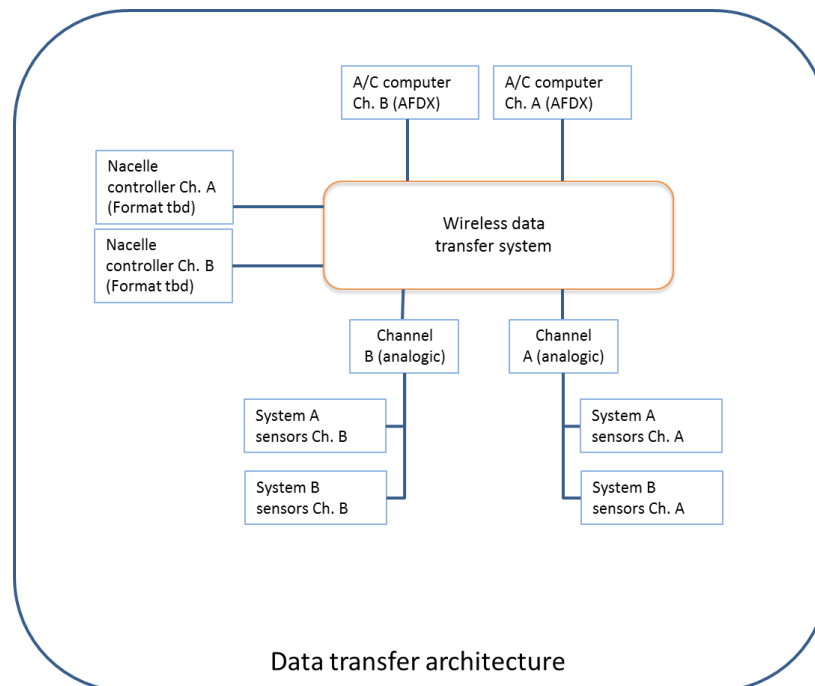 A/C computer
Ch. B (AFDX)
A/C computer
Ch. A (AFDX)
Nacelle
controller Ch. A
(Format tbd)
Nacelle
controller Ch. B
(Format tbd)
Wireless data
transfer system
Channel
B (analogic)
Channel
A (analogic)
System A
sensors Ch. B
System A
sensors Ch. A
System B
sensors Ch. B
System B
sensors Ch. A
Data transfer architecture